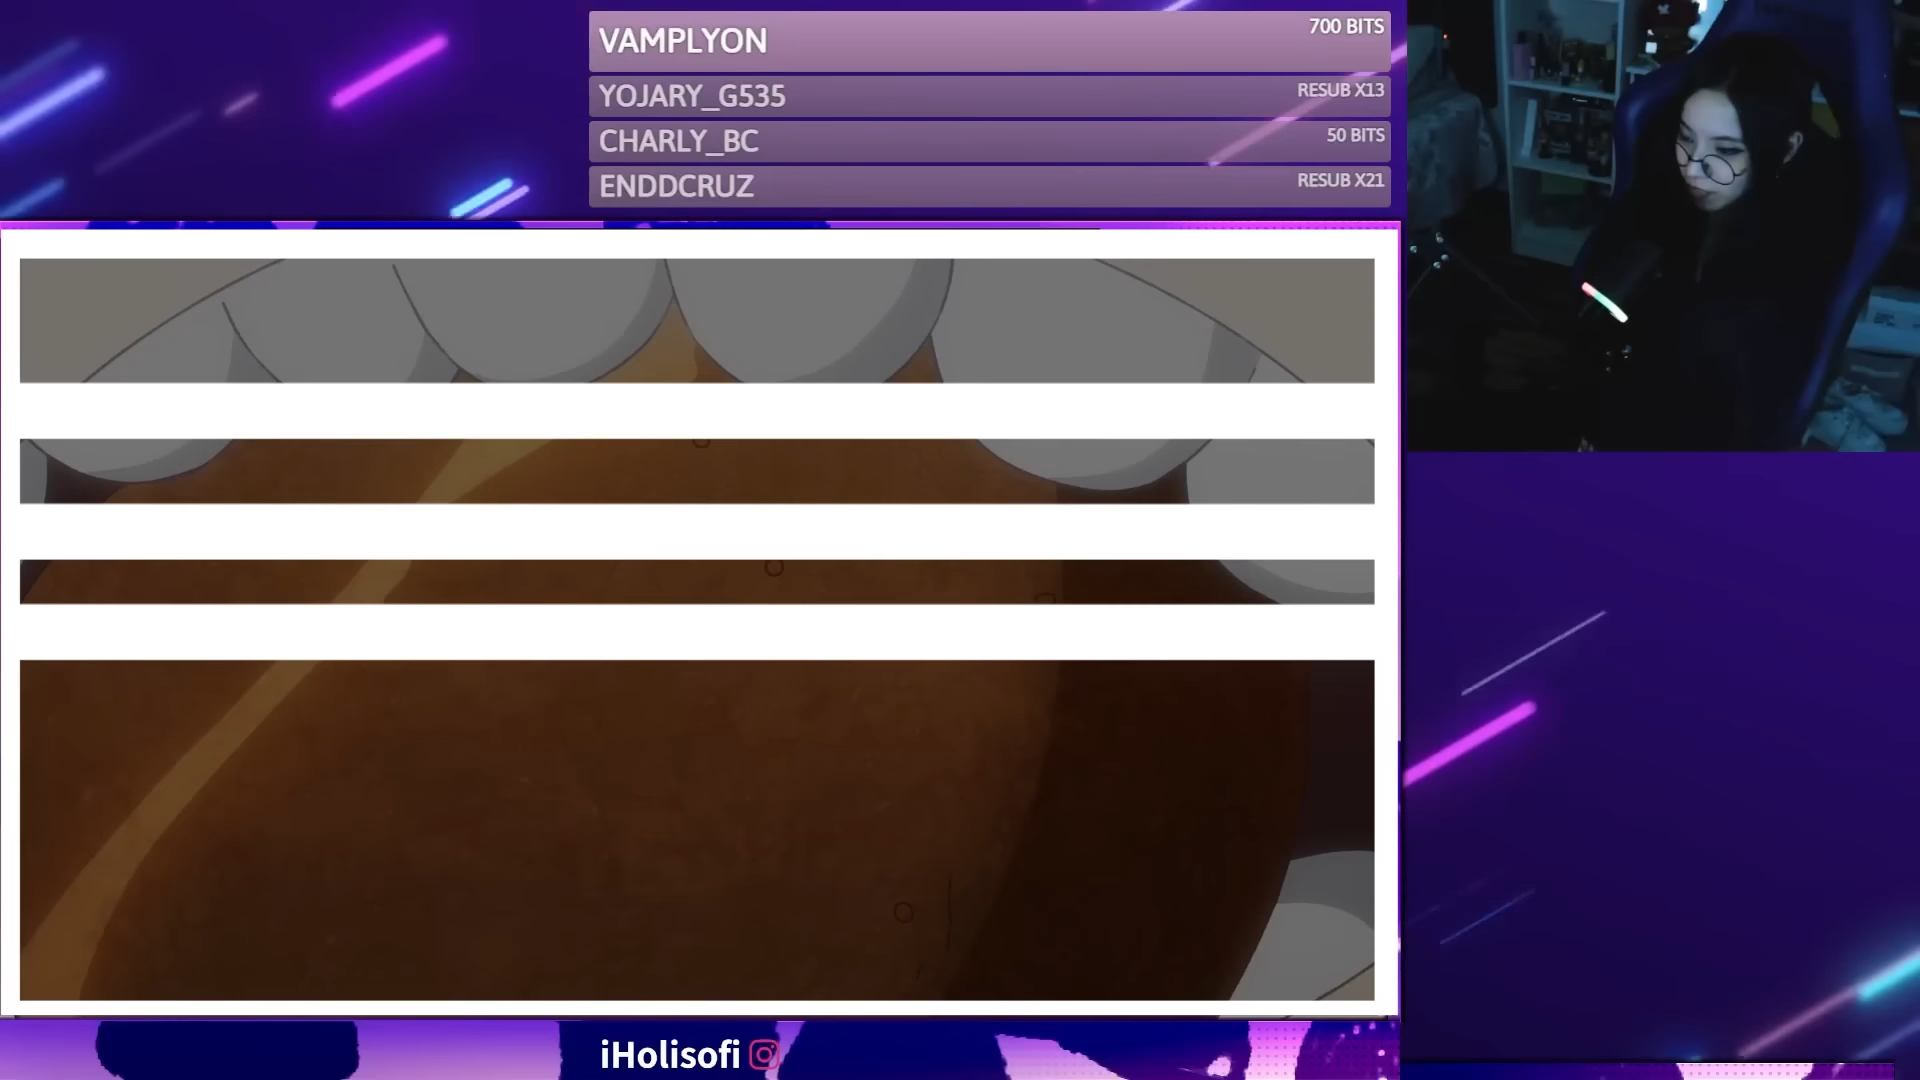 VAMPLYON 700 BITS
YOJARY_G535 RESUB X13
CHARLY_BC 50 BITS
ENDDCRUZ RESUB X21
iHolisofi